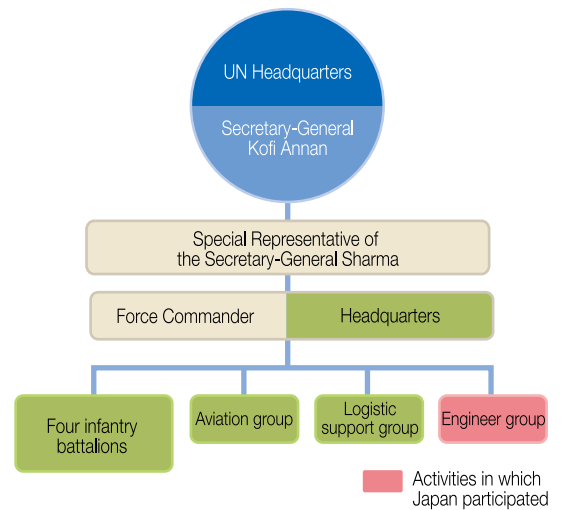 UN Headquarters
Secretary-General
Kofi Annan
Special Representative of
the Secretary-General Sharma
Force Commander
Headquarters
Four infantry
battalions
Aviation group
Logistic
support group
Engineer group
Activities in which
Japan participated